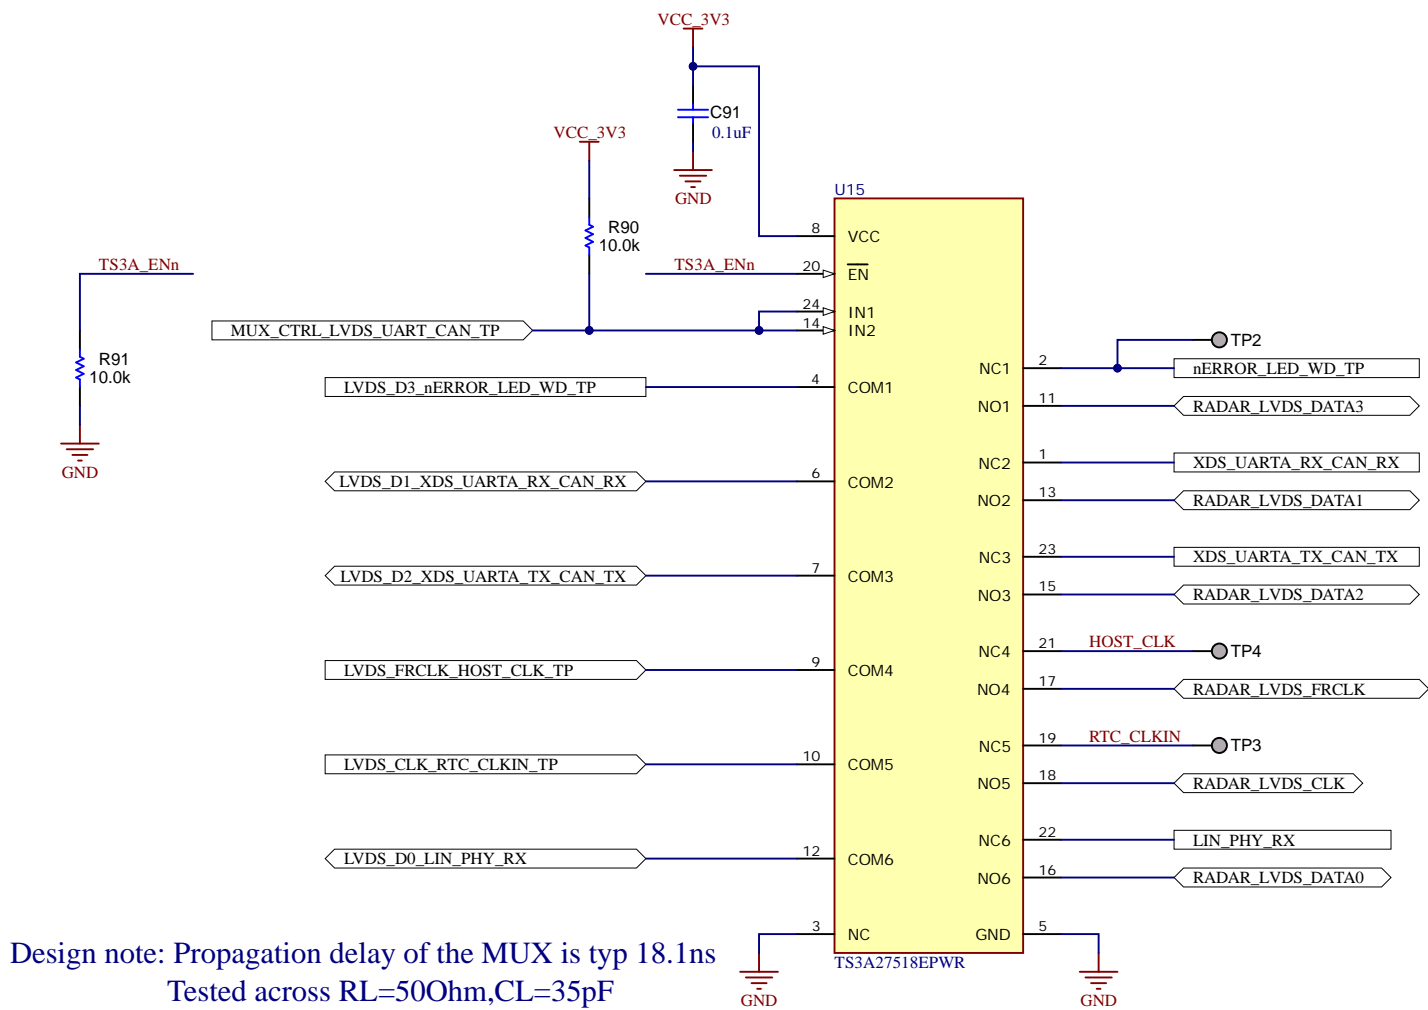 VCC_3V3
C91
0.1uF
GND
VCC_3V3
R90
10.0k
TS3A_ENn
R91
10.0k
GND
TS3A_ENn
MUX_CTRL_LVDS_UART_CAN_TP
LVDS_D3_nERROR_LED_WD_TP
LVDS_D1_XDS_UARTA_RX_CAN_RX
LVDS_D2_XDS_UARTA_TX_CAN_TX
LVDS_FRCLK_HOST_CLK_TP
LVDS_CLK_RTC_CLKIN_TP
LVDS_D0_LIN_PHY_RX
U15
8 VCC
20 EN
24 IN1
14 IN2
4 COM1
6 COM2
7 COM3
9 COM4
10 COM5
12 COM6
3 NC
GND
TP2
NC1 2 nERROR_LED_WD_TP
NO1 11 RADAR_LVDS_DATA3
NC2 1 XDS_UARTA_RX_CAN_RX
NO2 13 RADAR_LVDS_DATA1
NC3 23 XDS_UARTA_TX_CAN_TX
NO3 15 RADAR_LVDS_DATA2
NC4 21 HOST_CLK TP4
NO4 17 RADAR_LVDS_FRCLK
NC5 19 RTC_CLKIN TP3
NO5 18 RADAR_LVDS_CLK
NC6 22 LIN_PHY_RX
NO6 16 RADAR_LVDS_DATA0
GND 5
GND
TS3A27518EPWR
Design note: Propagation delay of the MUX is typ 18.1ns
Tested across RL=50Ohm,CL=35pF